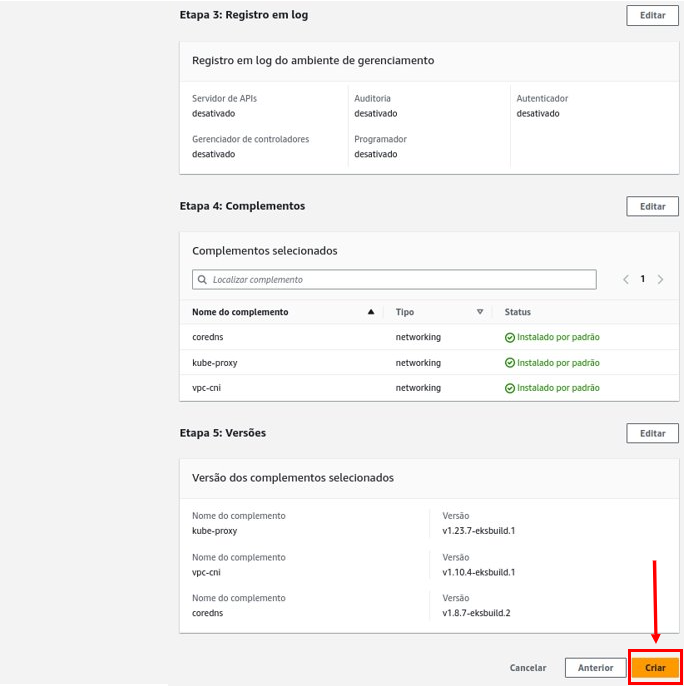 Etapa 3: Registro em log
Editar
Registro em log do ambiente de gerenciamento
Servidor de APIs
desativado
Auditoria
desativado
Autenticador
desativado
Gerenciador de controladores
desativado
Programador
desativado
Etapa 4: Complementos
Editar
Complementos selecionados
Localizar complemento
1
Nome do complemento Tipo Status
coredns networking Instalado por padrão
kube-proxy networking Instalado por padrão
vpc-cni networking Instalado por padrão
Etapa 5: Versões
Editar
Versão dos complementos selecionados
Nome do complemento
kube-proxy
Versão
v1.23.7-eksbuild.1
Nome do complemento
vpc-cni
Versão
v1.10.4-eksbuild.1
Nome do complemento
coredns
Versão
v1.8.7-eksbuild.2
Cancelar Anterior Criar